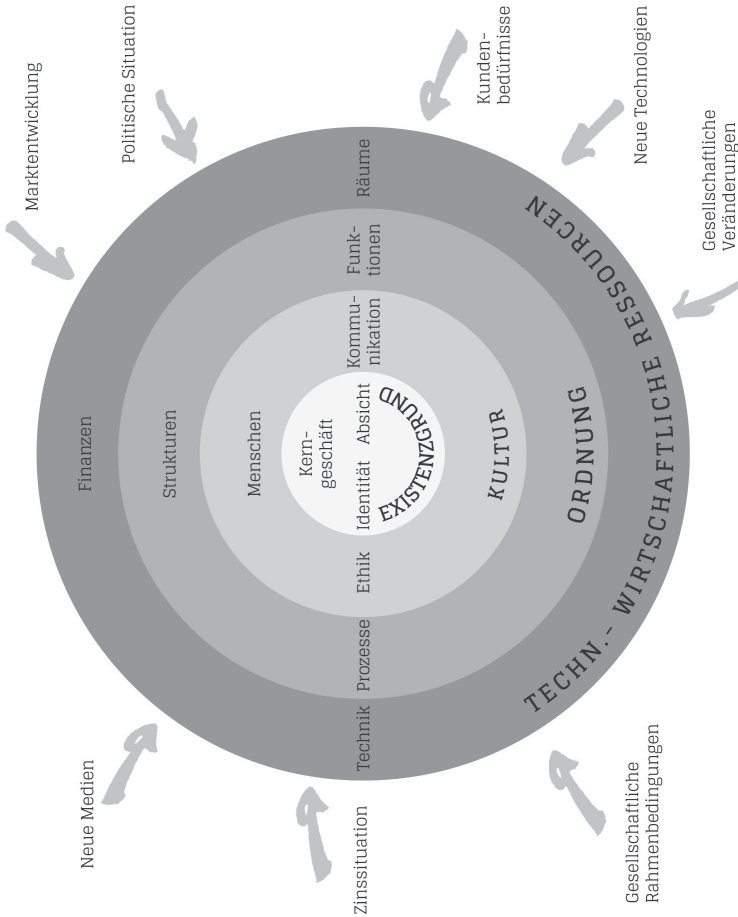 Marktentwicklung
Politische Situation
Kunden-
bedürfnisse
Neue Technologien
Gesellschaftliche
Veränderungen
Gesellschaftliche
Rahmenbedingungen
Zinssituation
Neue Medien
Finanzen
Strukturen
Menschen
Kern-
geschäft
Technik
Prozesse
Ethik
Identität
Absicht
Kommu-
nikation
Funk-
tionen
Räume
EXISTENZGRUND
KULTUR
ORDNUNG
TECHN.- WIRTSCHAFTLICHE RESSOURCEN